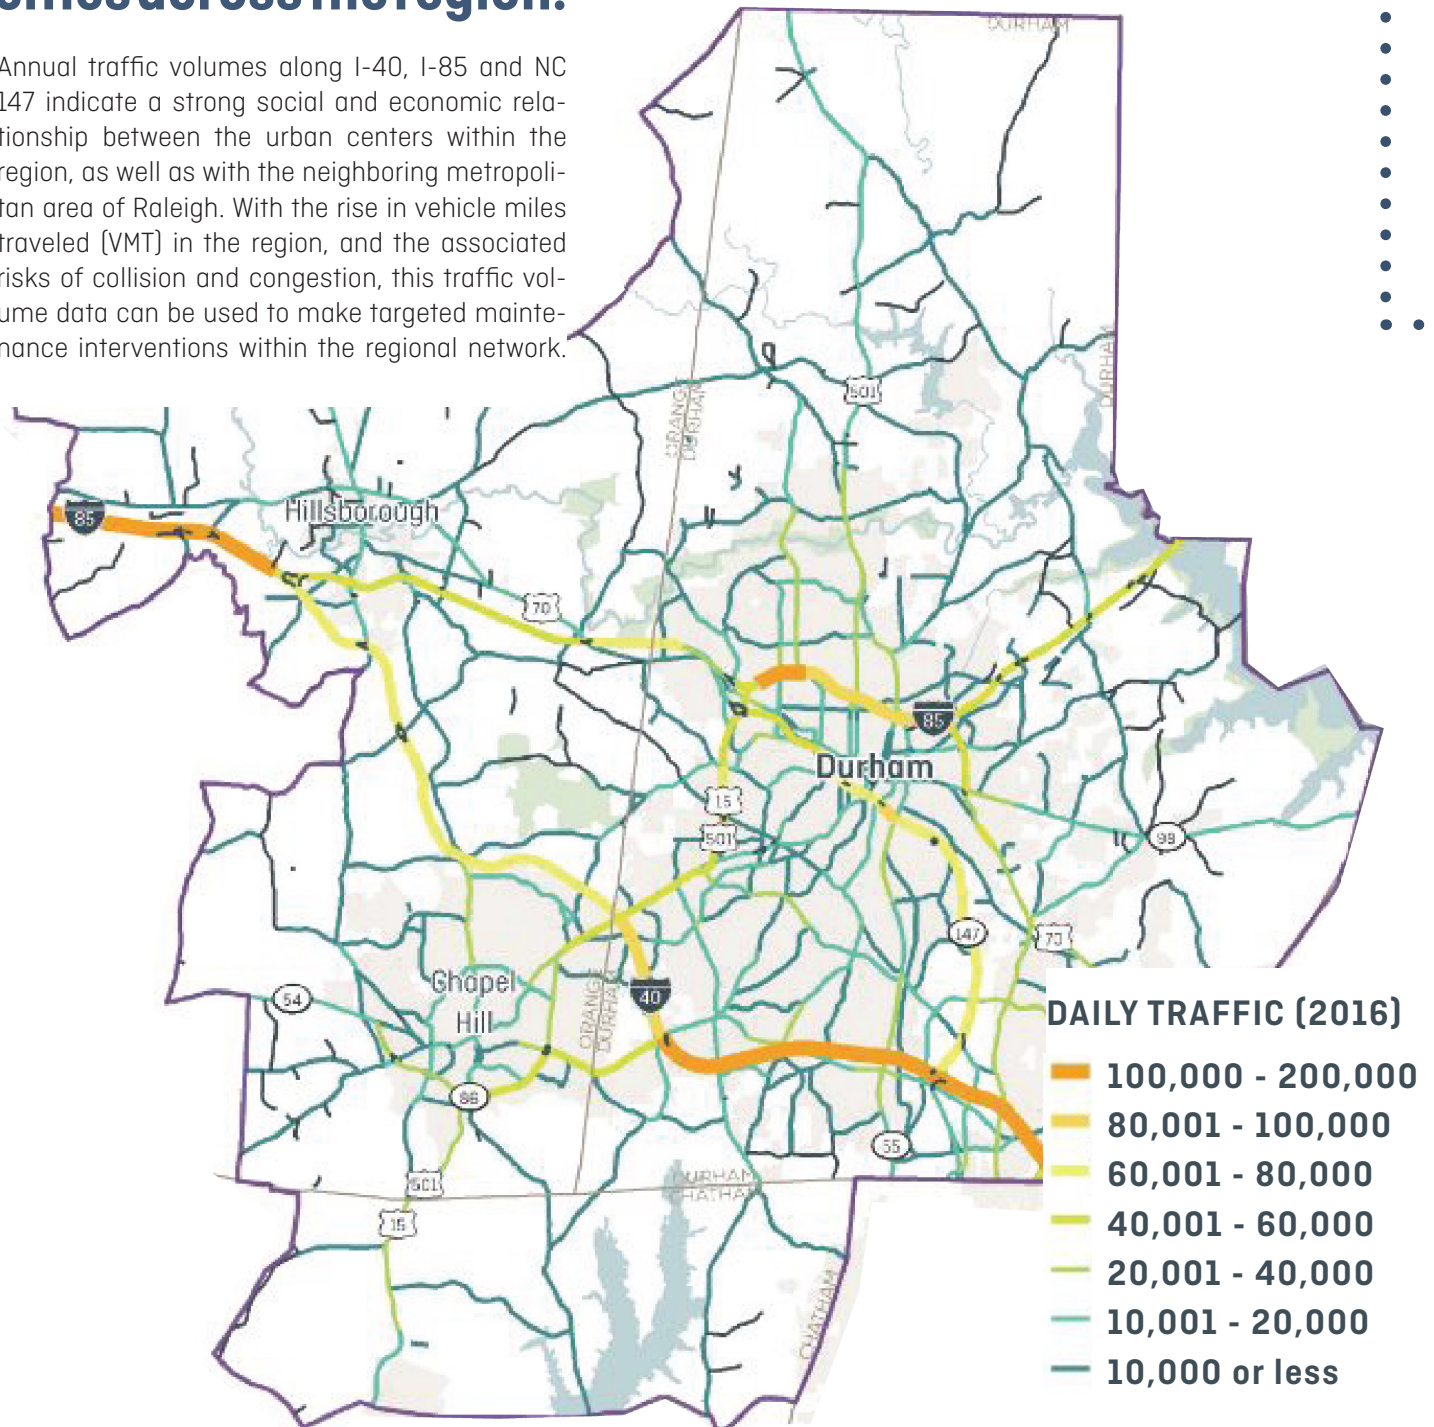 across the region.
Annual traffic volumes along I-40, I-85 and NC
147 indicate a strong social and economic rela-
tionship between the urban centers within the
region, as well as with the neighboring metropoli-
tan area of Raleigh. With the rise in vehicle miles
traveled (VMT) in the region, and the associated
risks of collision and congestion, this traffic vol-
ume data can be used to make targeted mainte-
nance interventions within the regional network.
DURHAM
DURHAM
501
ORANGE
DURHAM
85
Hillsborough
70
85
Durham
15
501
98
147
70
Chapel
Hill
54
40
ORANGE
DURHAM
86
55
501
15
DURHAM
CHATHAM
CHATHAM
DAILY TRAFFIC (2016)
100,000 - 200,000
80,001 - 100,000
60,001 - 80,000
40,001 - 60,000
20,001 - 40,000
10,001 - 20,000
10,000 or less